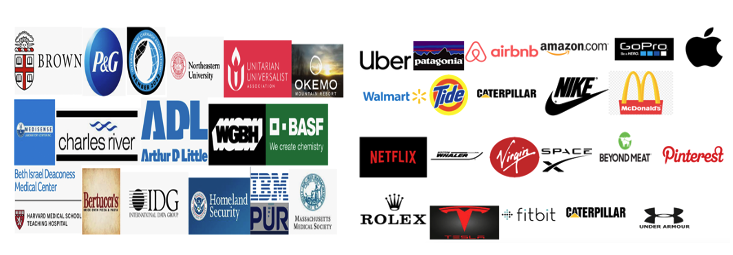 BROWN
P&G
Northeastern
University
UNITARIAN
UNIVERSALIST
ASSOCIATION
OKEMO
MOUNTAIN RESORT
charles river
ADL
Arthur D Little
WGBH
BASF
We create chemistry
Beth Israel Deaconess
Medical Center
HARVARD MEDICAL SCHOOL
TEACHING HOSPITAL
Bertucci's
IDG
INTERNATIONAL DATA GROUP
Homeland
Security
IBM
PUR
MASSACHUSETTS
MEDICAL SOCIETY
Uber
patagonia
airbnb
amazon.com
GoPro
Be a HERO.
Walmart
Tide
CATERPILLAR
NIKE
McDonald's
NETFLIX
WHALER
Virgin
SPACE X
BEYOND MEAT
Pinterest
ROLEX
TESLA
fitbit
CATERPILLAR
UNDER ARMOUR